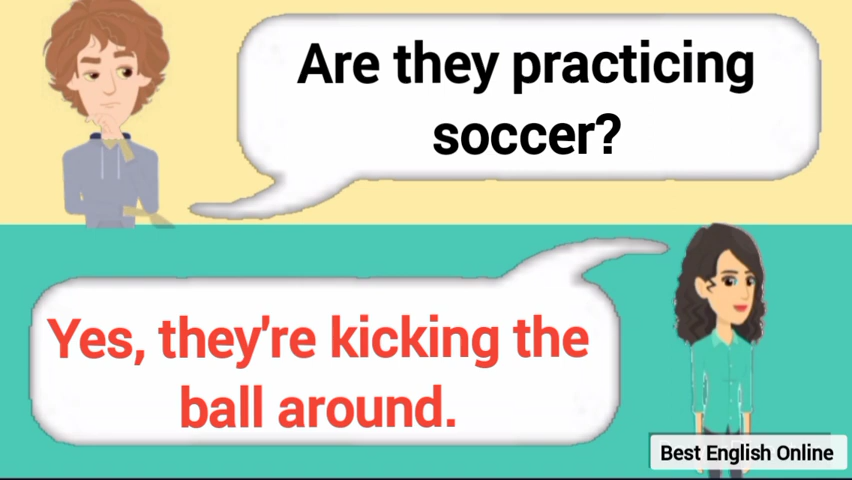 Are they practicing
soccer?
Yes, they're kicking the
ball around.
Best English Online